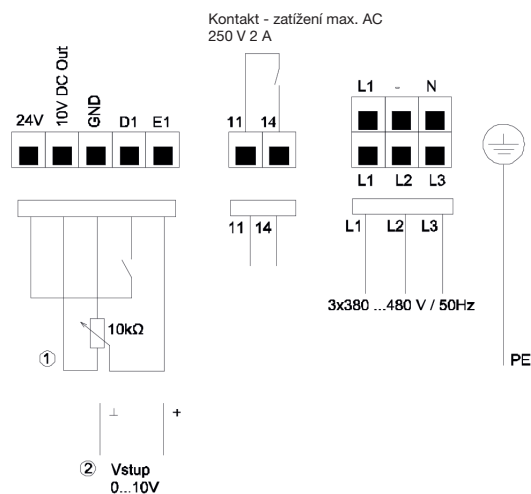 Kontakt - zatížení max. AC
250 V 2 A
24V 10V DC Out GND D1 E1
11 14
L1 - N
L1 L2 L3
11 14
L1 L2 L3
3x380 ...480 V / 50Hz
10kΩ
1
PE
⊥ +
2 Vstup
0...10V